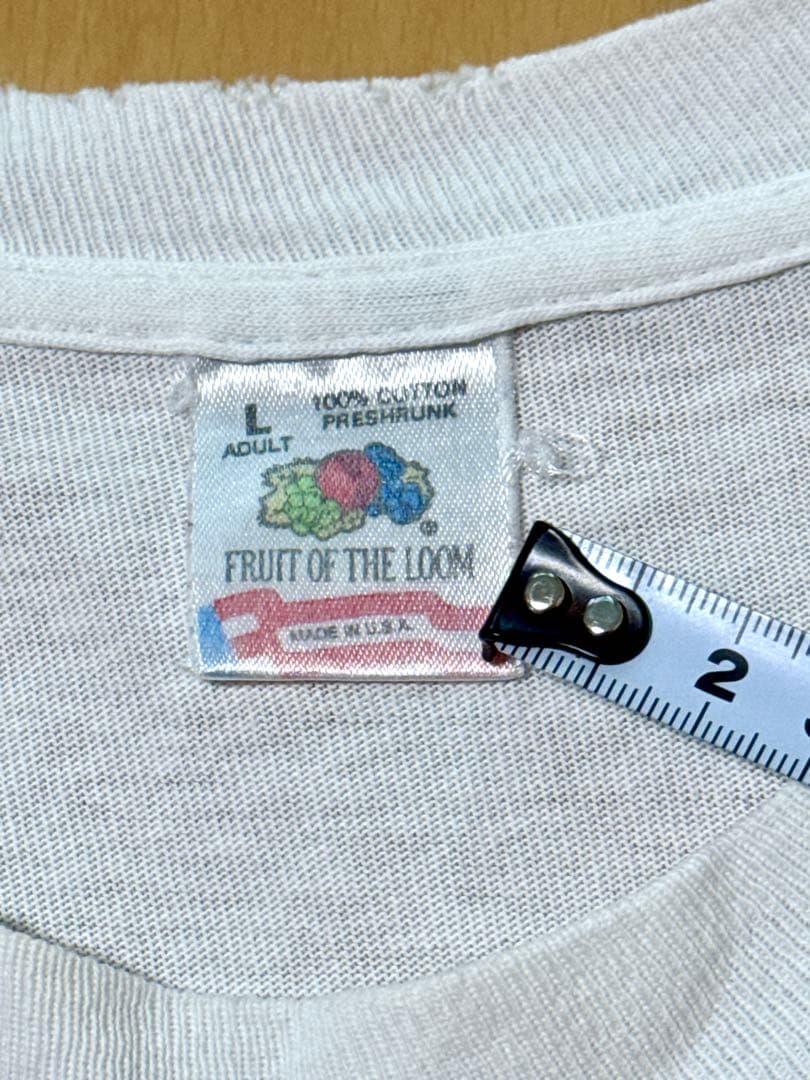 L 100% COTTON
ADULT PRESHRUNK
®
FRUIT OF THE LOOM
MADE IN U.S.A.
2